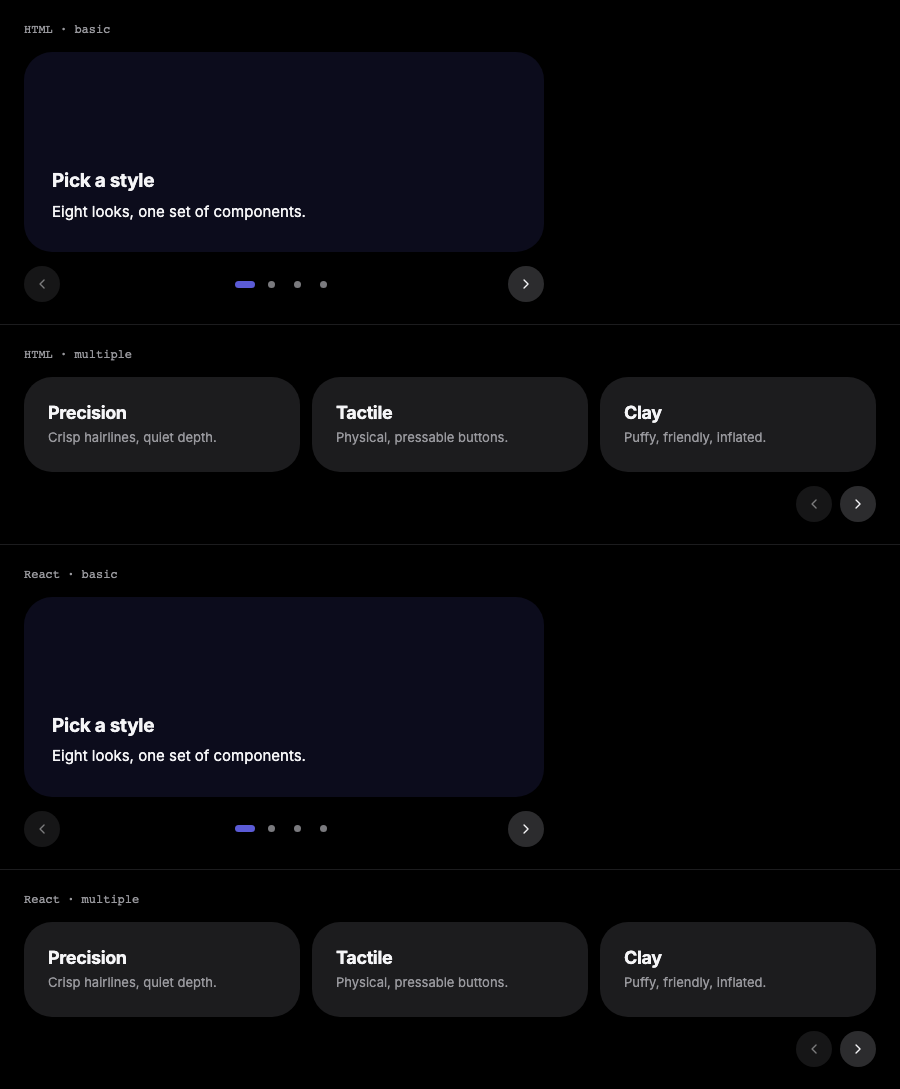 HTML · basic
Pick a style
Eight looks, one set of components.
HTML · multiple
Precision
Crisp hairlines, quiet depth.
Tactile
Physical, pressable buttons.
Clay
Puffy, friendly, inflated.
React · basic
Pick a style
Eight looks, one set of components.
React · multiple
Precision
Crisp hairlines, quiet depth.
Tactile
Physical, pressable buttons.
Clay
Puffy, friendly, inflated.